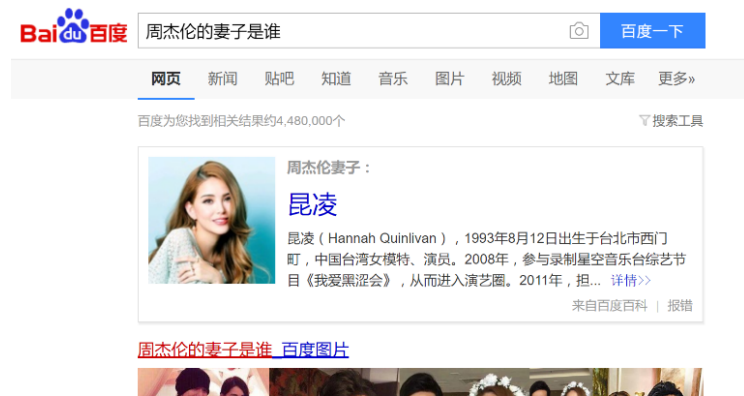 Bai du 百度 周杰伦的妻子是谁 百度一下
网页 新闻 贴吧 知道 音乐 图片 视频 地图 文库 更多»
百度为您找到相关结果约4,480,000个 搜索工具
周杰伦妻子：
昆凌
昆凌（Hannah Quinlivan），1993年8月12日出生于台北市西门
町，中国台湾女模特、演员。2008年，参与录制星空音乐台综艺节
目《我爱黑涩会》，从而进入演艺圈。2011年，担... 详情>>
来自百度百科 | 报错
周杰伦的妻子是谁_百度图片